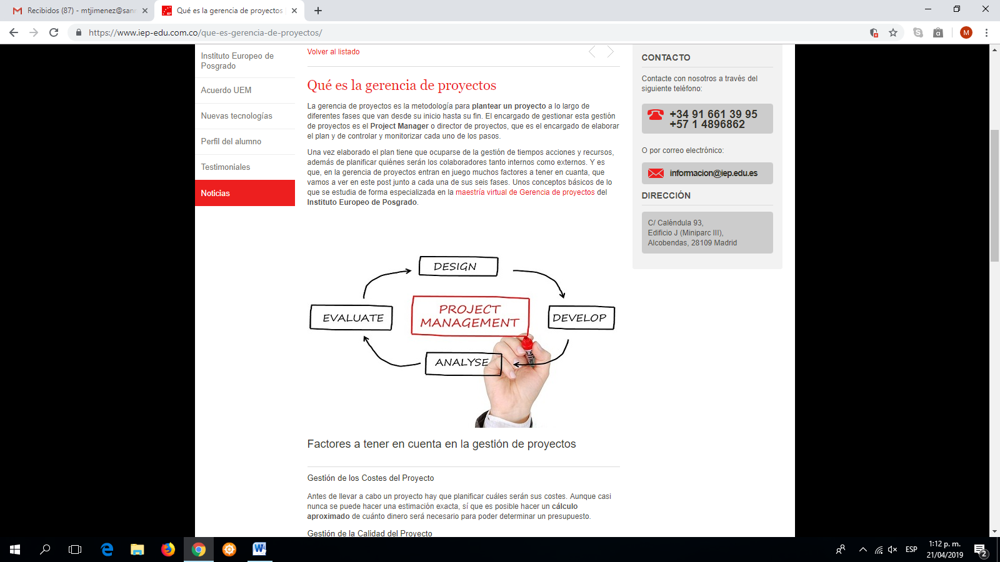 Recibidos (87) - mtjimenez@sann
Qué es la gerencia de proyectos
https://www.iep-edu.com.co/que-es-gerencia-de-proyectos/
M
Instituto Europeo de
Posgrado
Acuerdo UEM
Nuevas tecnologías
Perfil del alumno
Testimoniales
Noticias
Volver al listado
Qué es la gerencia de proyectos
La gerencia de proyectos es la metodología para plantear un proyecto a lo largo de
diferentes fases que van desde su inicio hasta su fin. El encargado de gestionar esta gestión
de proyectos es el Project Manager o director de proyectos, que es el encargado de elaborar
el plan y de controlar y monitorizar cada uno de los pasos.
Una vez elaborado el plan tiene que ocuparse de la gestión de tiempos acciones y recursos,
además de planificar quiénes serán los colaboradores tanto internos como externos. Y es
que, en la gerencia de proyectos entran en juego muchos factores a tener en cuanta, que
vamos a ver en este post junto a cada una de sus seis fases. Unos conceptos básicos de lo
que se estudia de forma especializada en la maestría virtual de Gerencia de proyectos del
Instituto Europeo de Posgrado.
DESIGN
EVALUATE
PROJECT
MANAGEMENT
DEVELOP
ANALYSE
Factores a tener en cuenta en la gestión de proyectos
Gestión de los Costes del Proyecto
Antes de llevar a cabo un proyecto hay que planificar cuáles serán sus costes. Aunque casi
nunca se puede hacer una estimación exacta, sí que es posible hacer un cálculo
aproximado de cuánto dinero será necesario para poder determinar un presupuesto.
Gestión de la Calidad del Proyecto
CONTACTO
Contacte con nosotros a través del
siguiente teléfono:
+34 91 661 39 95
+57 1 4896862
O por correo electrónico:
informacion@iep.edu.es
DIRECCIÓN
C/ Caléndula 93,
Edificio J (Miniparc III),
Alcobendas, 28109 Madrid
ESP
1:12 p. m.
21/04/2019
2